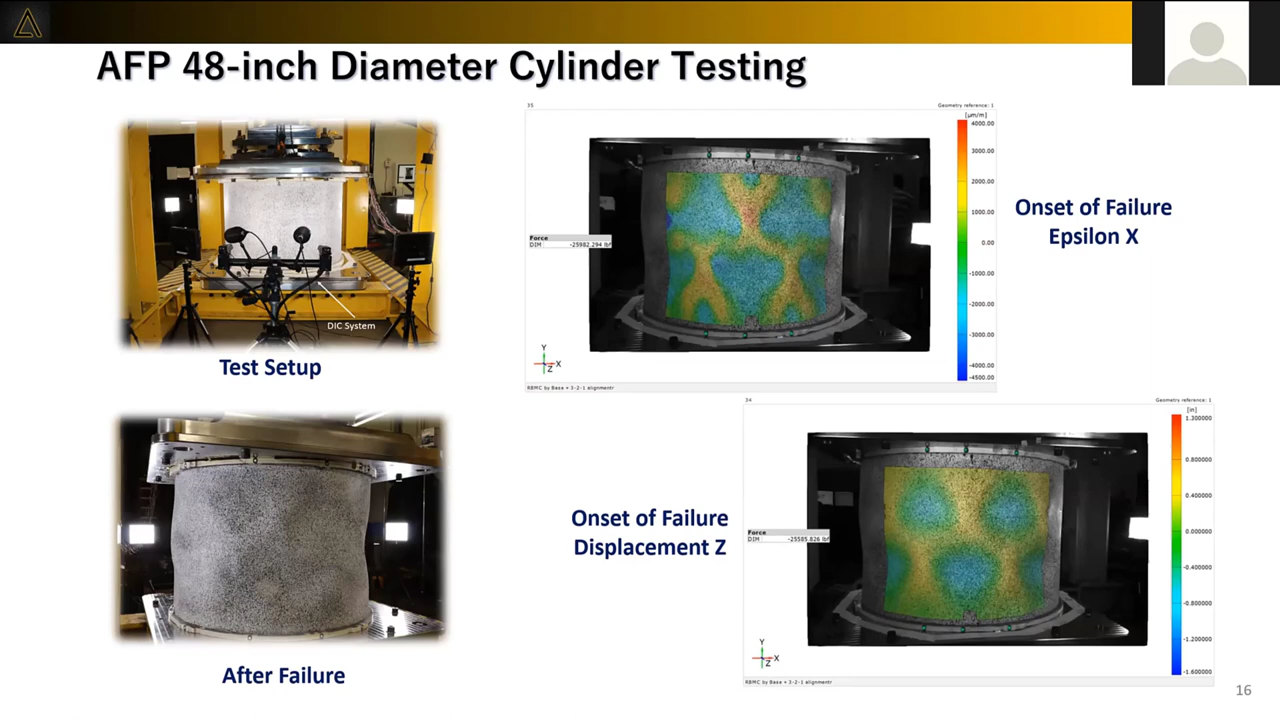 AFP 48-inch Diameter Cylinder Testing
DIC System
Test Setup
After Failure
35
Geometry reference: 1
[µm/m]
4000.00
3000.00
2000.00
1000.00
0.00
-1000.00
-2000.00
-3000.00
-4000.00
-4500.00
Force
DIM -25982.294 lbf
Y
X
Z
RBMC by Base + 3-2-1 alignment
Onset of Failure
Epsilon X
34
Geometry reference: 1
[in]
1.300000
0.800000
0.400000
0.000000
-0.400000
-0.800000
-1.200000
-1.600000
Force
DIM -25585.826 lbf
Y
X
Z
RBMC by Base + 3-2-1 alignment
Onset of Failure
Displacement Z
16